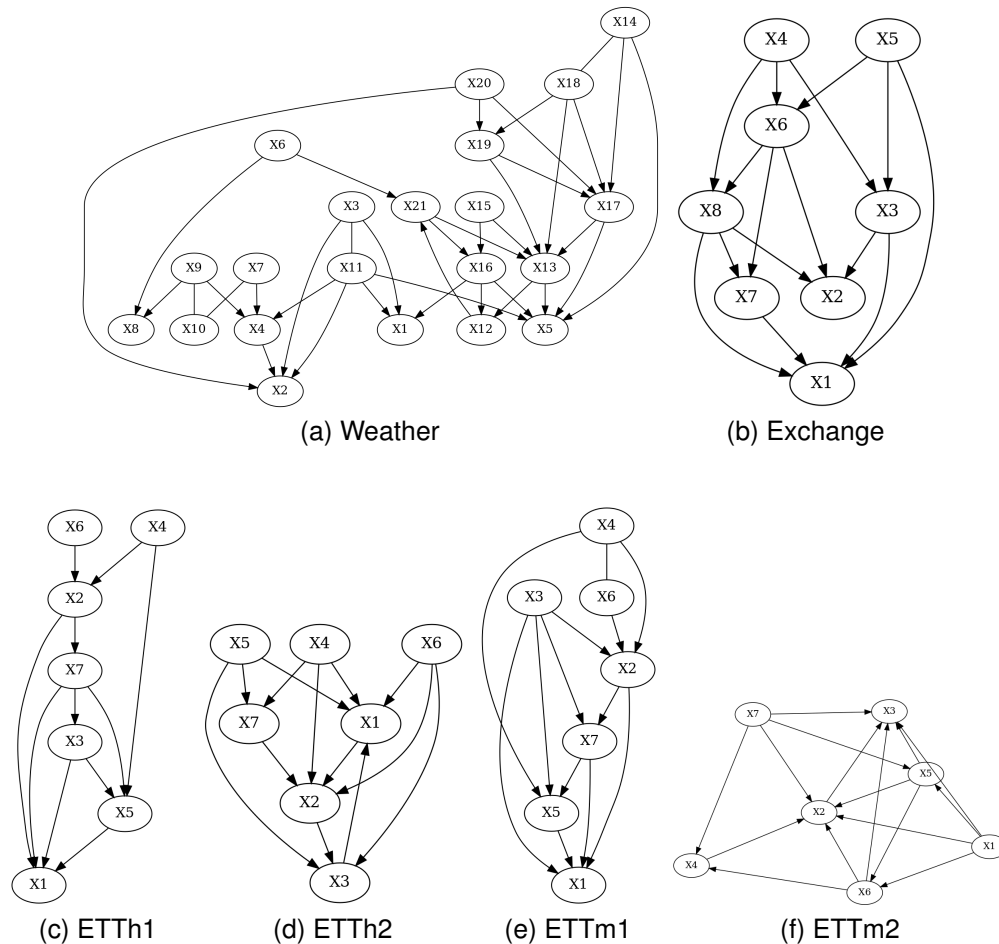 X14
X20
X18
X6
X19
X3
X21
X15
X17
X9
X7
X11
X16
X13
X8
X10
X4
X1
X12
X5
X2
(a) Weather
X4
X5
X6
X8
X3
X7
X2
X1
(b) Exchange
X6
X4
X2
X7
X3
X5
X1
(c) ETTh1
X5
X4
X6
X7
X1
X2
X3
(d) ETTh2
X4
X3
X6
X2
X7
X5
X1
(e) ETTm1
X7
X3
X5
X2
X1
X4
X6
(f) ETTm2